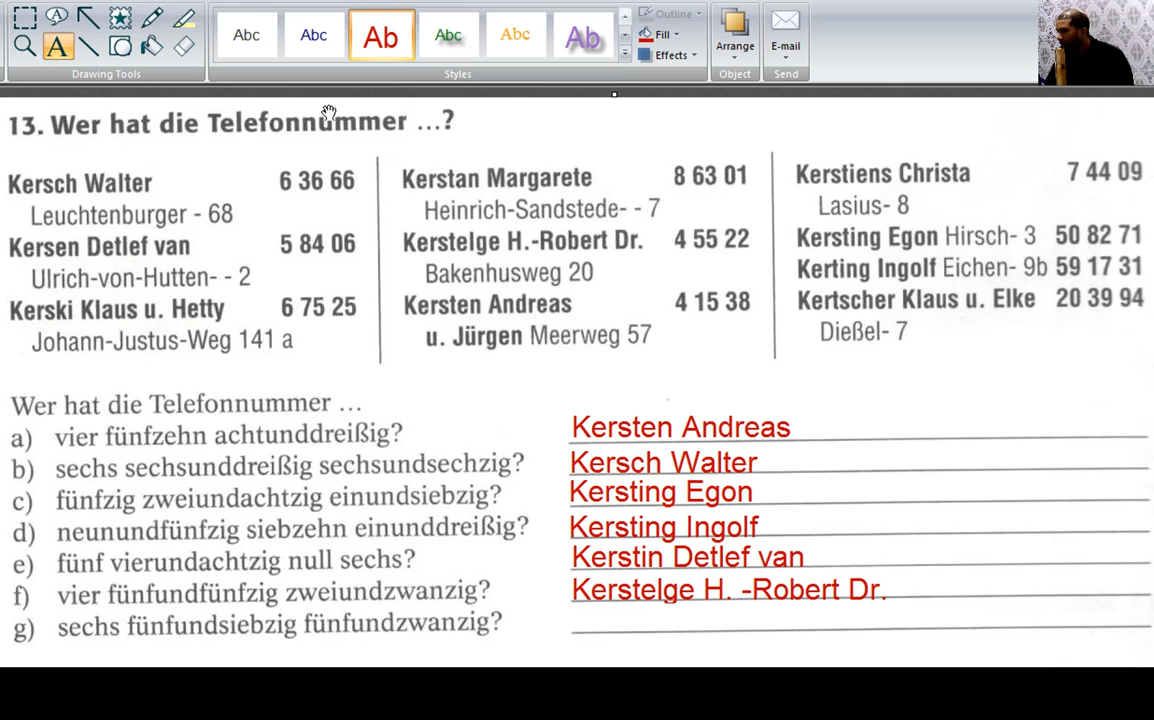 Abc Abc Ab Abc Abc Ab
Outline
Fill
Effects
Arrange
E-mail
Drawing Tools
Styles
Object
Send
13. Wer hat die Telefonnummer ...?
Kersch Walter 6 36 66
Leuchtenburger - 68
Kersen Detlef van 5 84 06
Ulrich-von-Hutten- - 2
Kerski Klaus u. Hetty 6 75 25
Johann-Justus-Weg 141 a
Kerstan Margarete 8 63 01
Heinrich-Sandstede- - 7
Kerstelge H.-Robert Dr. 4 55 22
Bakenhusweg 20
Kersten Andreas 4 15 38
u. Jürgen Meerweg 57
Kerstiens Christa 7 44 09
Lasius- 8
Kersting Egon Hirsch- 3 50 82 71
Kerting Ingolf Eichen- 9b 59 17 31
Kertscher Klaus u. Elke 20 39 94
Dießel- 7
Wer hat die Telefonnummer ...
a) vier fünfzehn achtunddreißig? Kersten Andreas
b) sechs sechsunddreißig sechsundsechzig? Kersch Walter
c) fünfzig zweiundachtzig einundsiebzig? Kersting Egon
d) neunundfünfzig siebzehn einunddreißig? Kersting Ingolf
e) fünf vierundachtzig null sechs? Kerstin Detlef van
f) vier fünfundfünfzig zweiundzwanzig? Kerstelge H. -Robert Dr.
g) sechs fünfundsiebzig fünfundzwanzig?